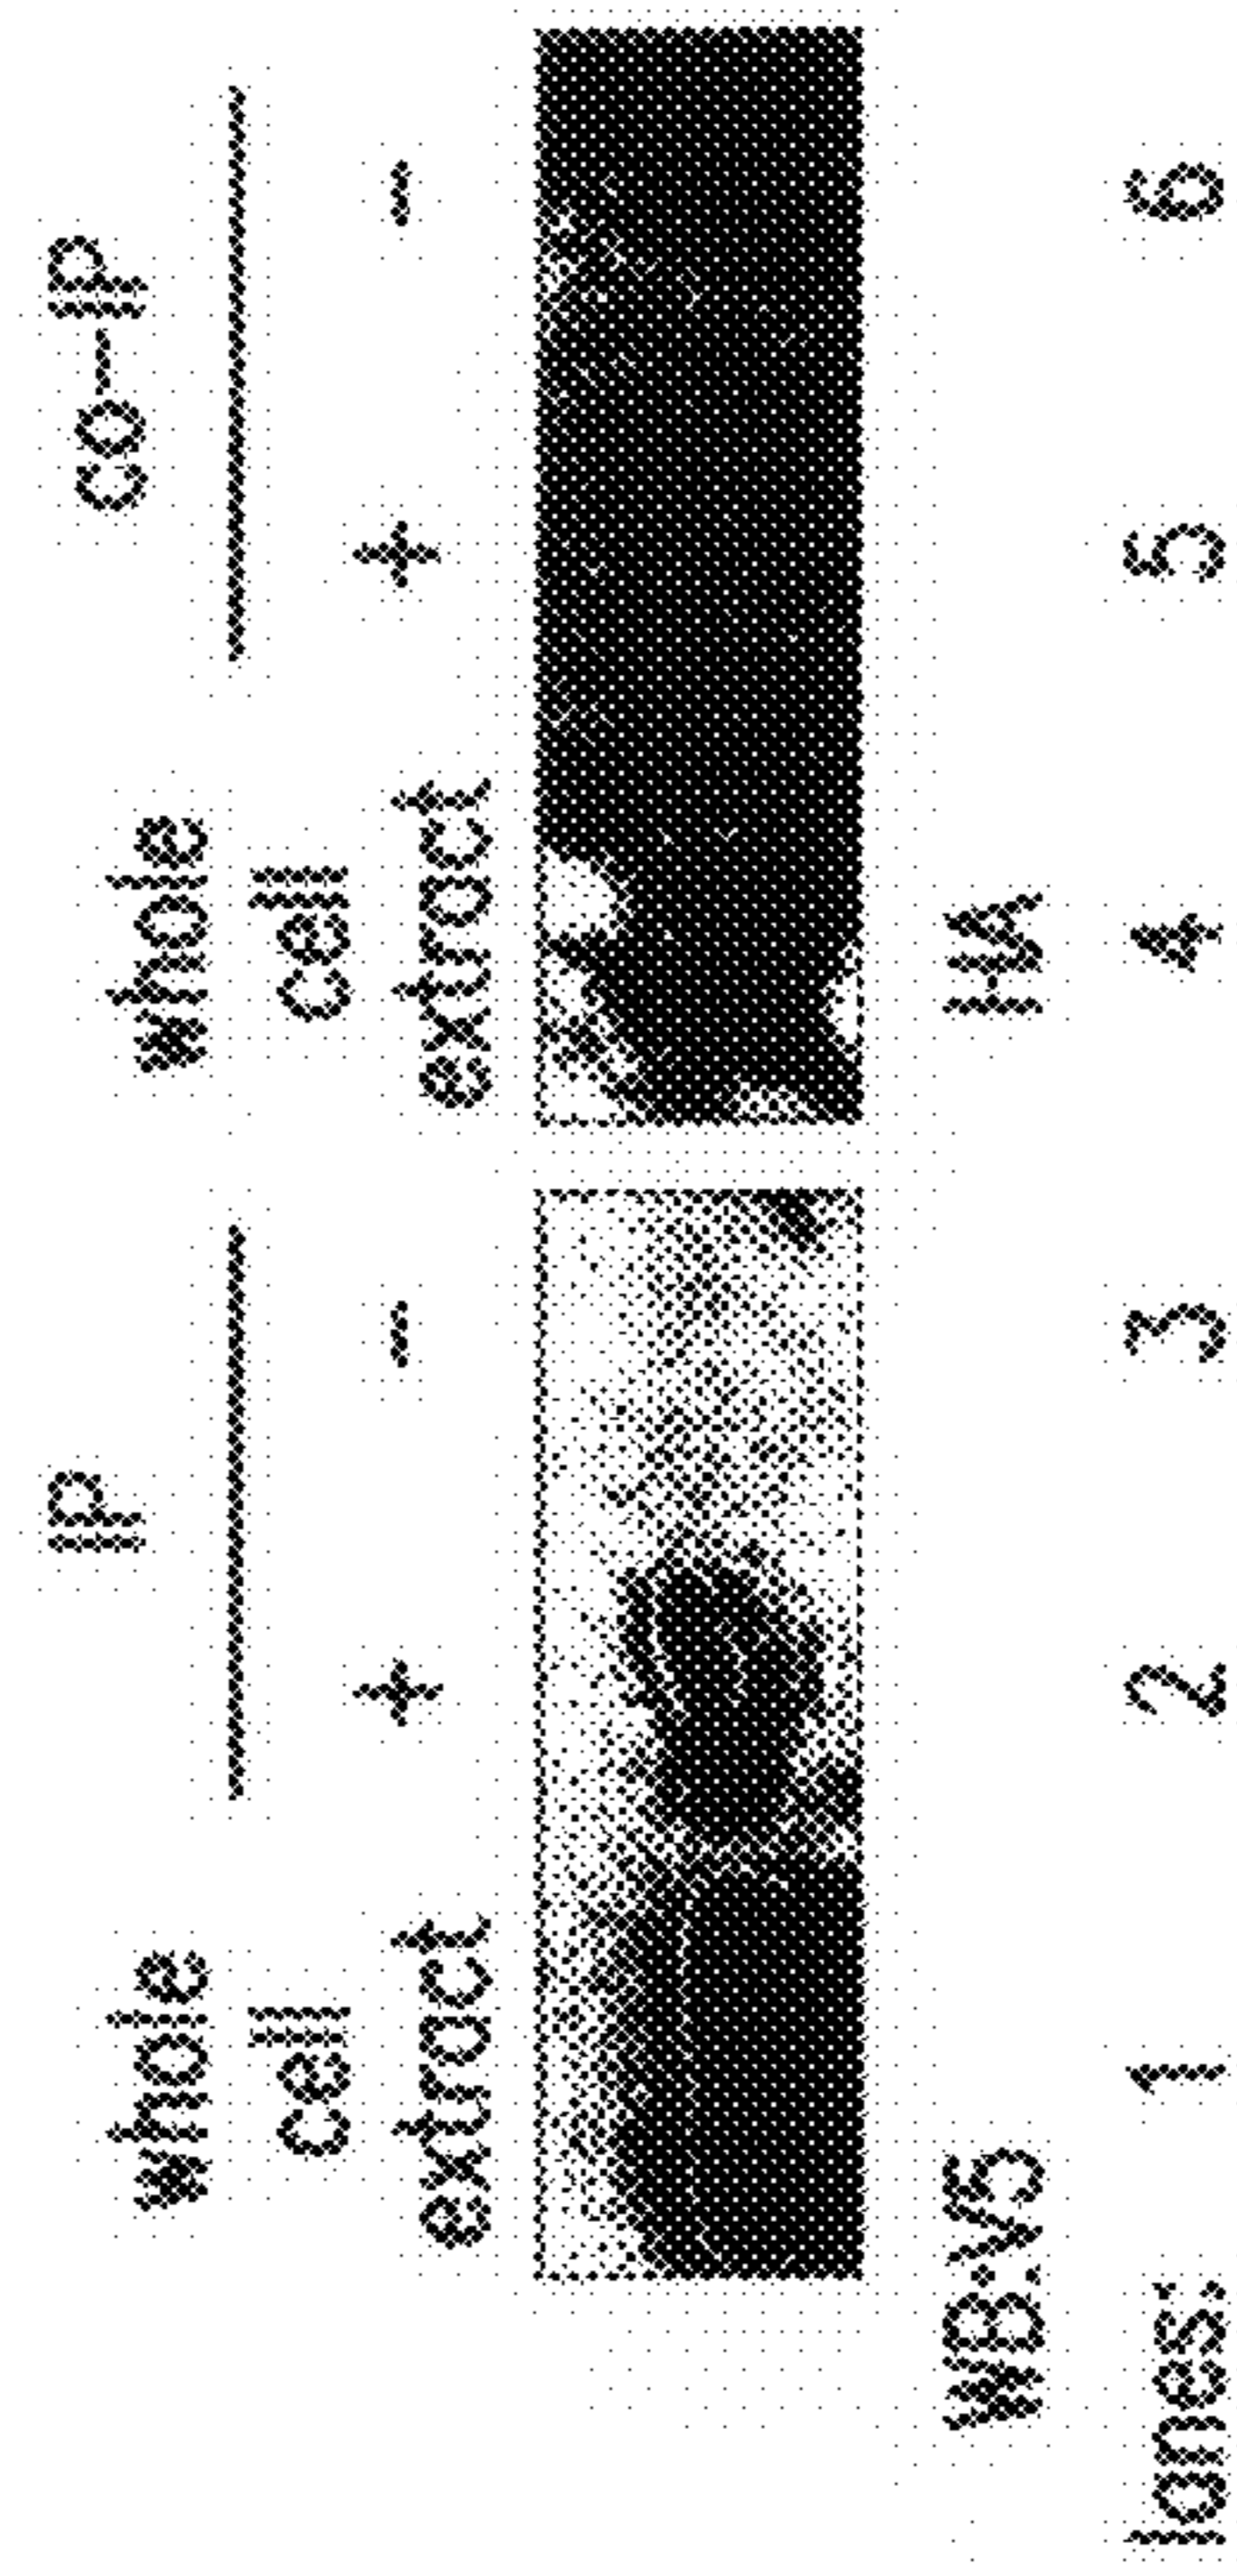 IP co-IP
whole whole
cell cell
extract + - extract + -
WB:V5 HA
lanes: 1 2 3 4 5 6